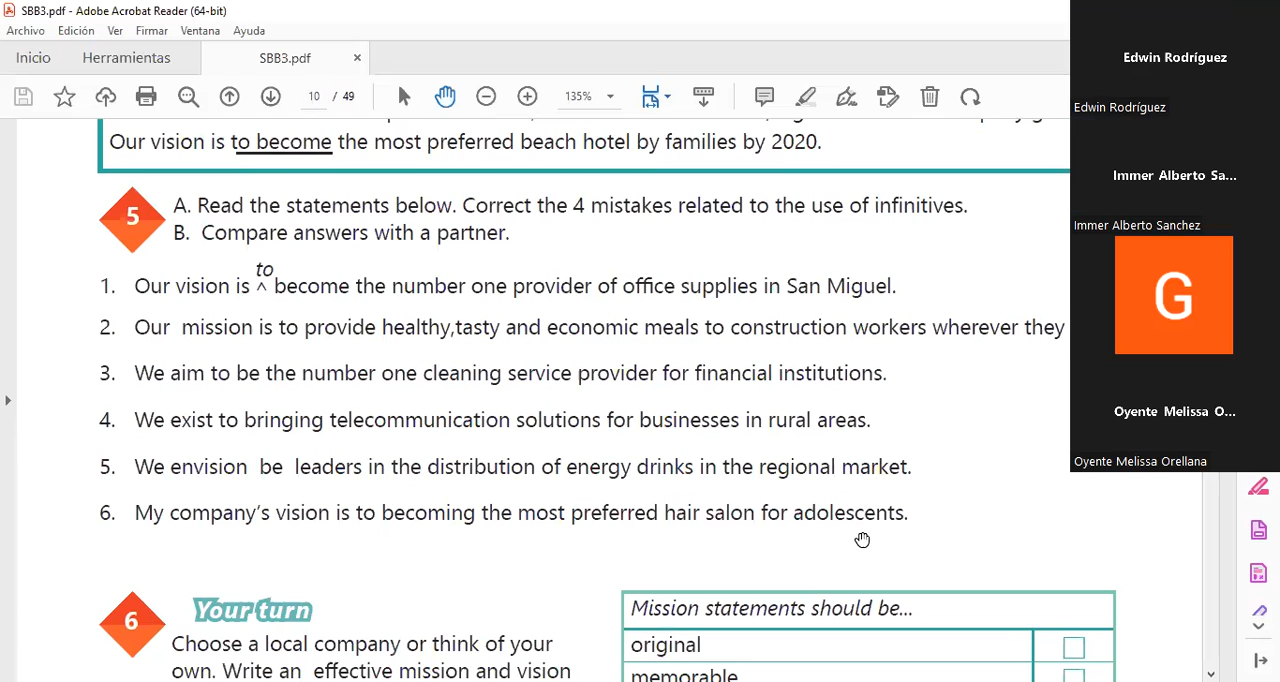 SBB3.pdf - Adobe Acrobat Reader (64-bit)
Archivo Edición Ver Firmar Ventana Ayuda
Inicio Herramientas SBB3.pdf ×
10 / 49 135%
Our vision is to become the most preferred beach hotel by families by 2020.
5 A. Read the statements below. Correct the 4 mistakes related to the use of infinitives.
B. Compare answers with a partner.
to
1. Our vision is ^ become the number one provider of office supplies in San Miguel.
2. Our mission is to provide healthy,tasty and economic meals to construction workers wherever they
3. We aim to be the number one cleaning service provider for financial institutions.
4. We exist to bringing telecommunication solutions for businesses in rural areas.
5. We envision be leaders in the distribution of energy drinks in the regional market.
6. My company's vision is to becoming the most preferred hair salon for adolescents.
6 Your turn
Choose a local company or think of your
own. Write an effective mission and vision
Mission statements should be...
original
memorable
Edwin Rodríguez
Edwin Rodríguez
Immer Alberto Sa...
Immer Alberto Sanchez
G
Oyente Melissa O...
Oyente Melissa Orellana